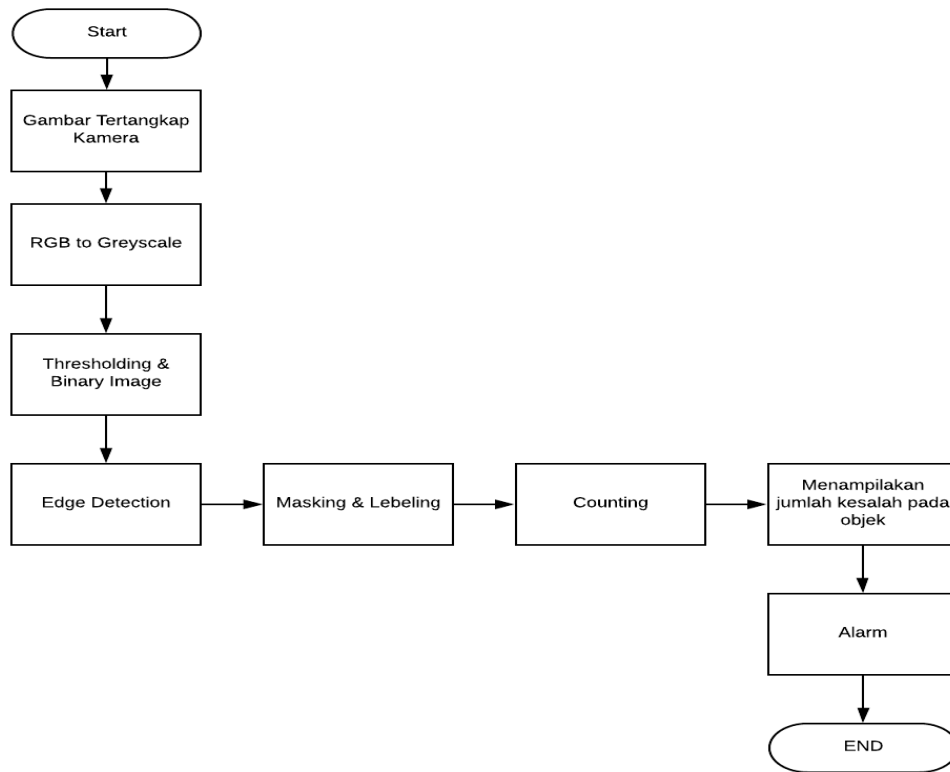 Start
Gambar Tertangkap
Kamera
RGB to Greyscale
Thresholding &
Binary Image
Edge Detection
Masking & Lebeling
Counting
Menampilakan
jumlah kesalah pada
objek
Alarm
END